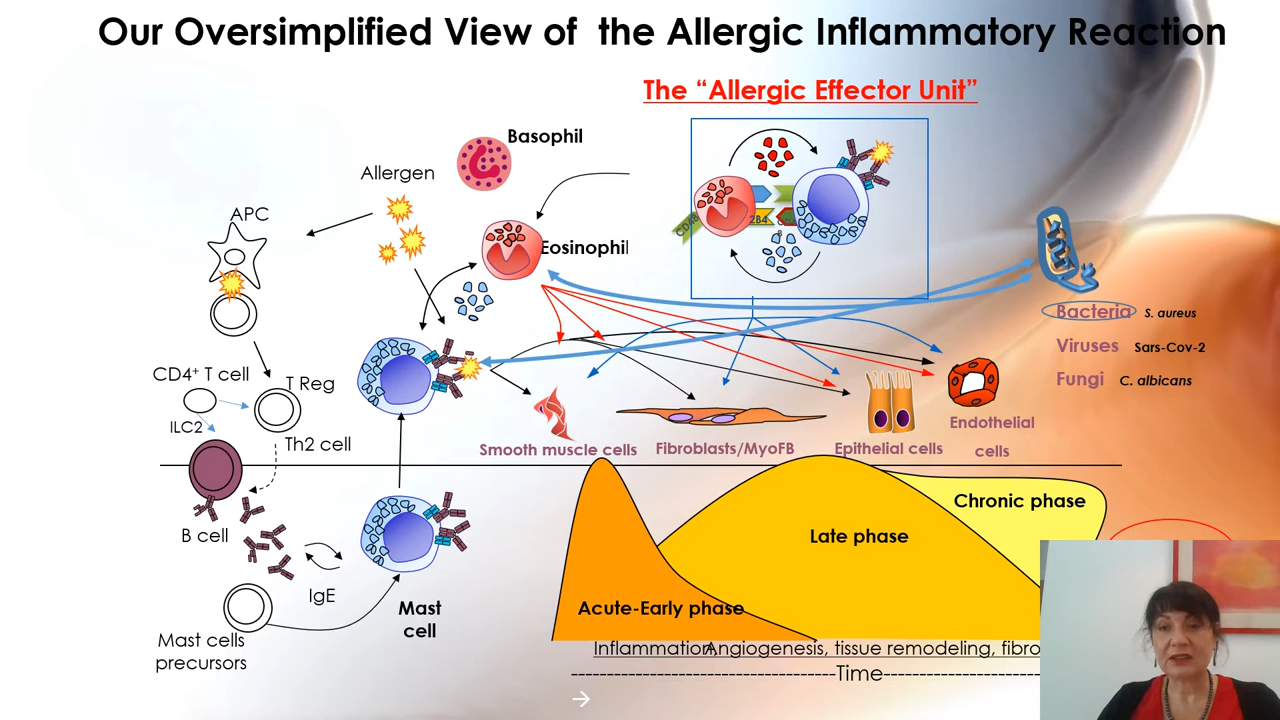 Our Oversimplified View of the Allergic Inflammatory Reaction
The “Allergic Effector Unit”
Basophil
Allergen
APC
Eosinophil
2B4
Bacteria S. aureus
Viruses Sars-Cov-2
Fungi C. albicans
CD4+ T cell
T Reg
ILC2
Th2 cell
Smooth muscle cells
Fibroblasts/MyoFB
Epithelial cells
Endothelial
cells
B cell
IgE
Mast cells
precursors
Mast
cell
Acute-Early phase
Late phase
Chronic phase
Inflammation, Angiogenesis, tissue remodeling, fibro
Time